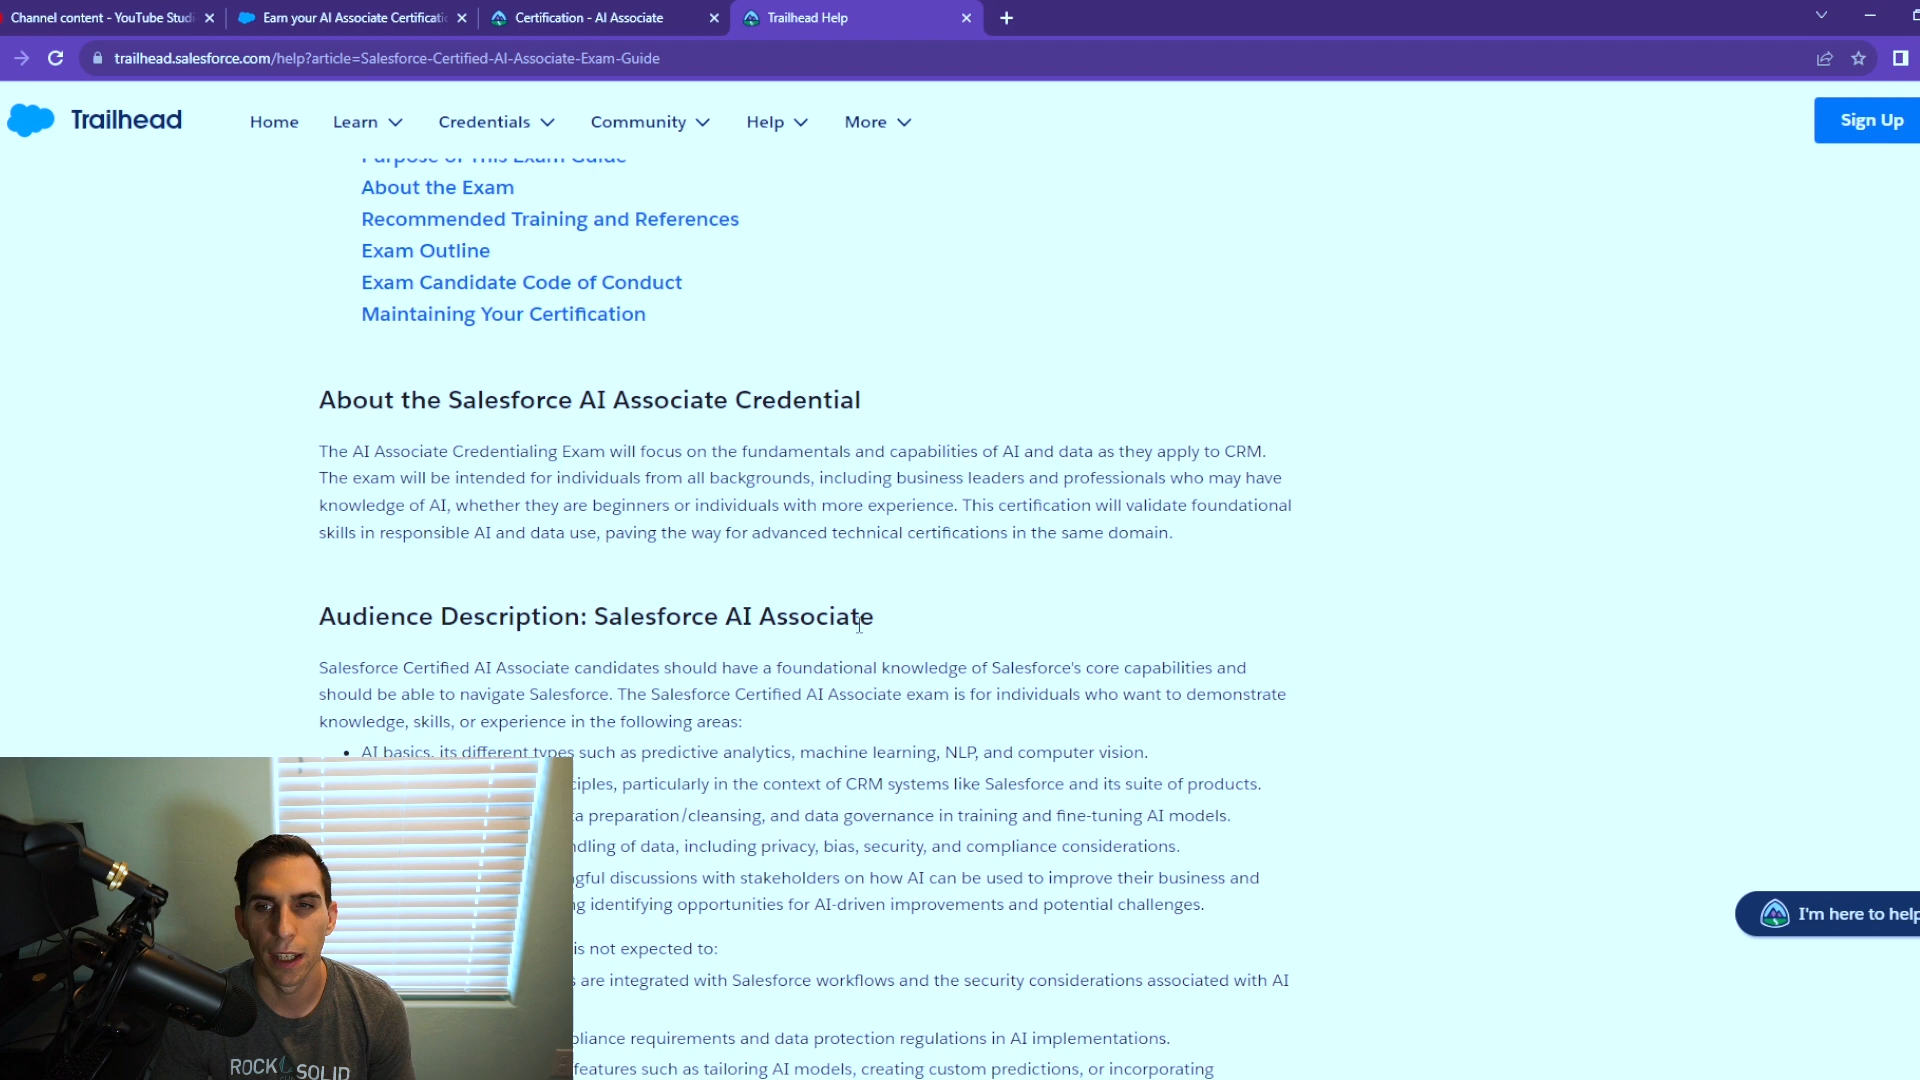 Channel content - YouTube Studi
Earn your AI Associate Certificati
Certification - AI Associate
Trailhead Help
trailhead.salesforce.com/help?article=Salesforce-Certified-AI-Associate-Exam-Guide
Trailhead
Home
Learn
Credentials
Community
Help
More
Sign Up
Purpose of This Exam Guide
About the Exam
Recommended Training and References
Exam Outline
Exam Candidate Code of Conduct
Maintaining Your Certification
About the Salesforce AI Associate Credential
The AI Associate Credentialing Exam will focus on the fundamentals and capabilities of AI and data as they apply to CRM.
The exam will be intended for individuals from all backgrounds, including business leaders and professionals who may have
knowledge of AI, whether they are beginners or individuals with more experience. This certification will validate foundational
skills in responsible AI and data use, paving the way for advanced technical certifications in the same domain.
Audience Description: Salesforce AI Associate
Salesforce Certified AI Associate candidates should have a foundational knowledge of Salesforce's core capabilities and
should be able to navigate Salesforce. The Salesforce Certified AI Associate exam is for individuals who want to demonstrate
knowledge, skills, or experience in the following areas:
• AI basics, its different types such as predictive analytics, machine learning, NLP, and computer vision.
ciples, particularly in the context of CRM systems like Salesforce and its suite of products.
ta preparation/cleansing, and data governance in training and fine-tuning AI models.
ndling of data, including privacy, bias, security, and compliance considerations.
ngful discussions with stakeholders on how AI can be used to improve their business and
ng identifying opportunities for AI-driven improvements and potential challenges.
is not expected to:
s are integrated with Salesforce workflows and the security considerations associated with AI
pliance requirements and data protection regulations in AI implementations.
features such as tailoring AI models, creating custom predictions, or incorporating
I'm here to help
ROCK SOLID